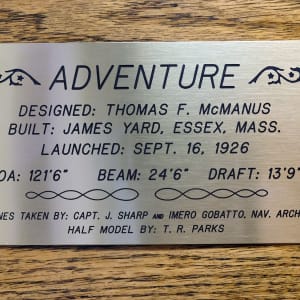 ADVENTURE
DESIGNED: THOMAS F. McMANUS
BUILT: JAMES YARD, ESSEX, MASS.
LAUNCHED: SEPT. 16, 1926
OA: 121'6" BEAM: 24'6" DRAFT: 13'9"
NES TAKEN BY: CAPT. J. SHARP AND IMERO GOBATTO, NAV. ARCH
HALF MODEL BY: T. R. PARKS